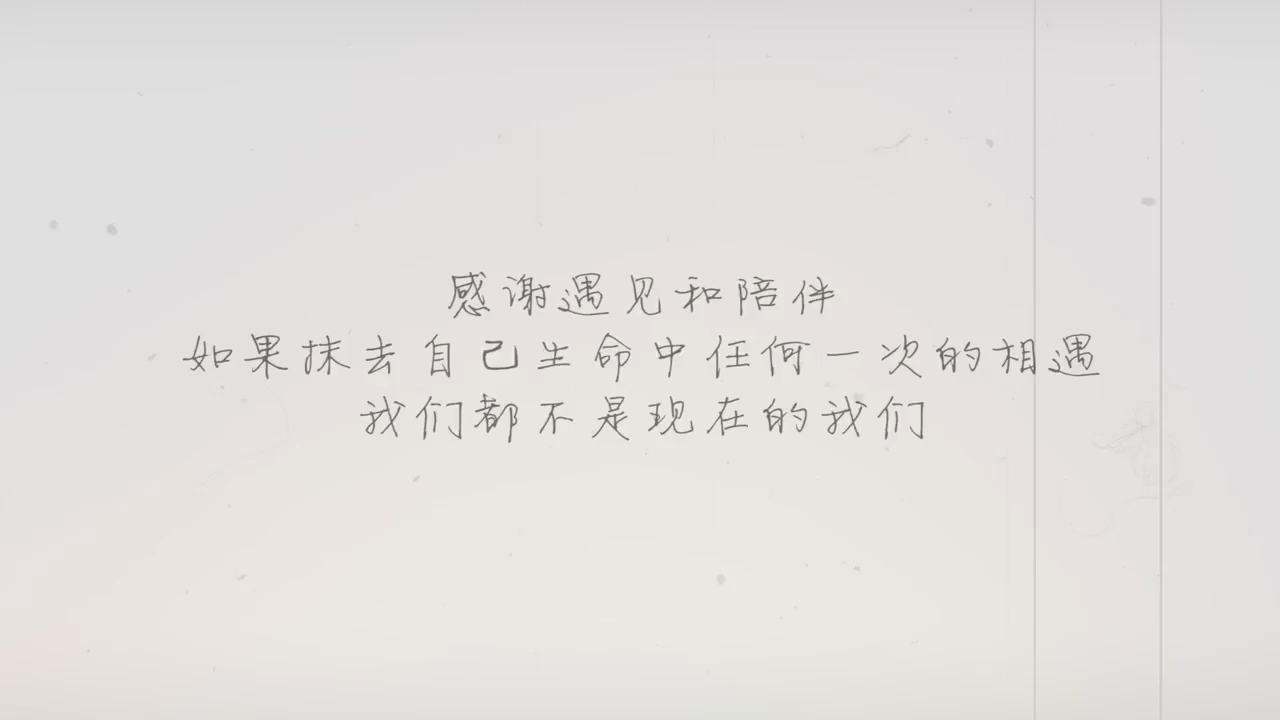 感谢遇见和陪伴
如果抹去自己生命中任何一次的相遇
我们都不是现在的我们